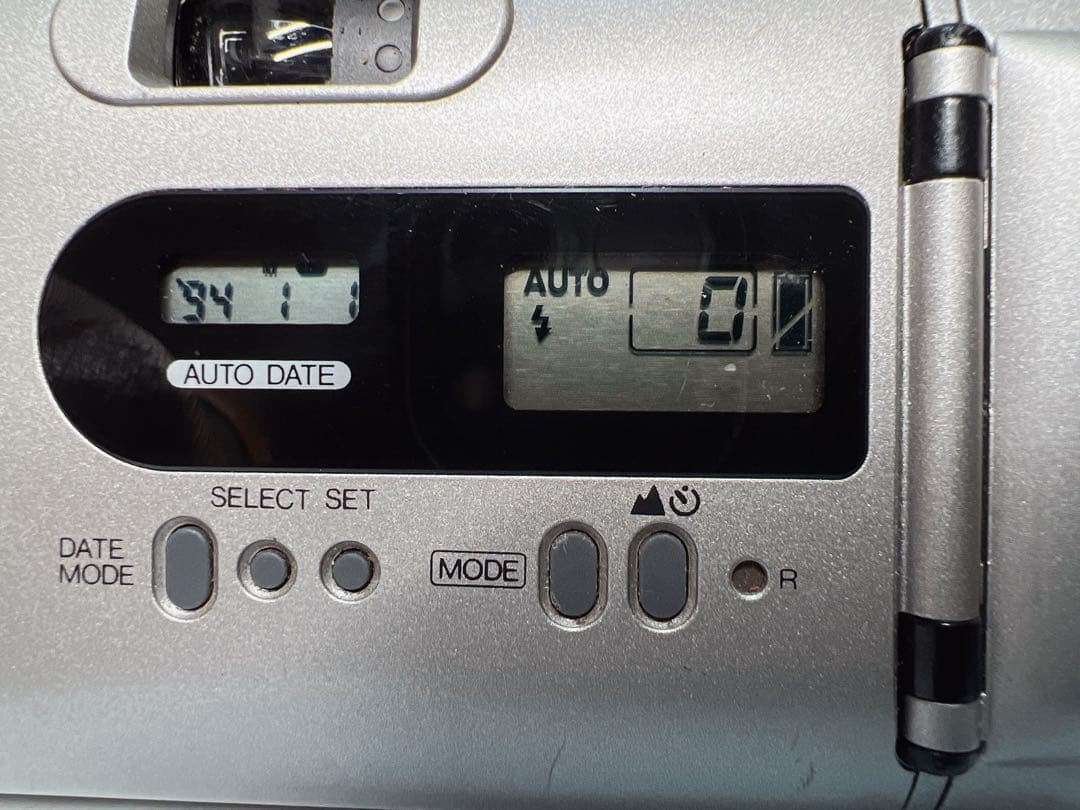 M
'94 1 1
AUTO 0
AUTO DATE
SELECT SET
DATE
MODE
MODE
R